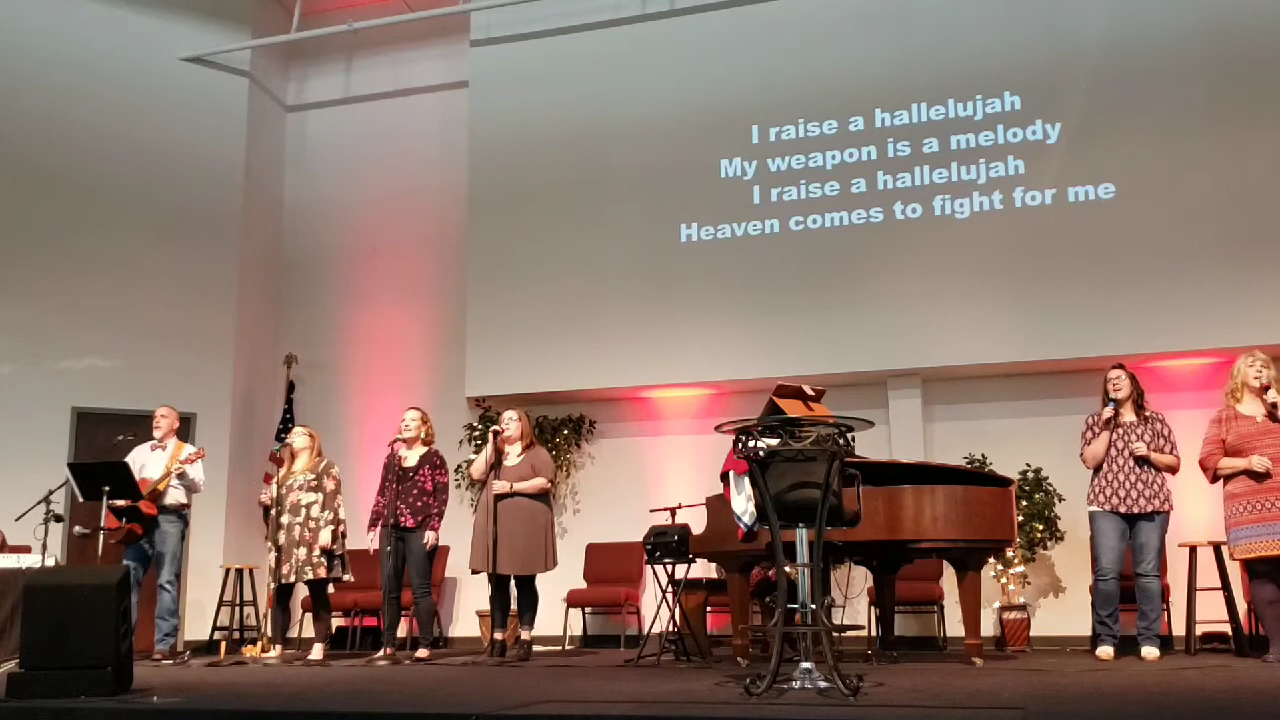 I raise a hallelujah
My weapon is a melody
I raise a hallelujah
Heaven comes to fight for me